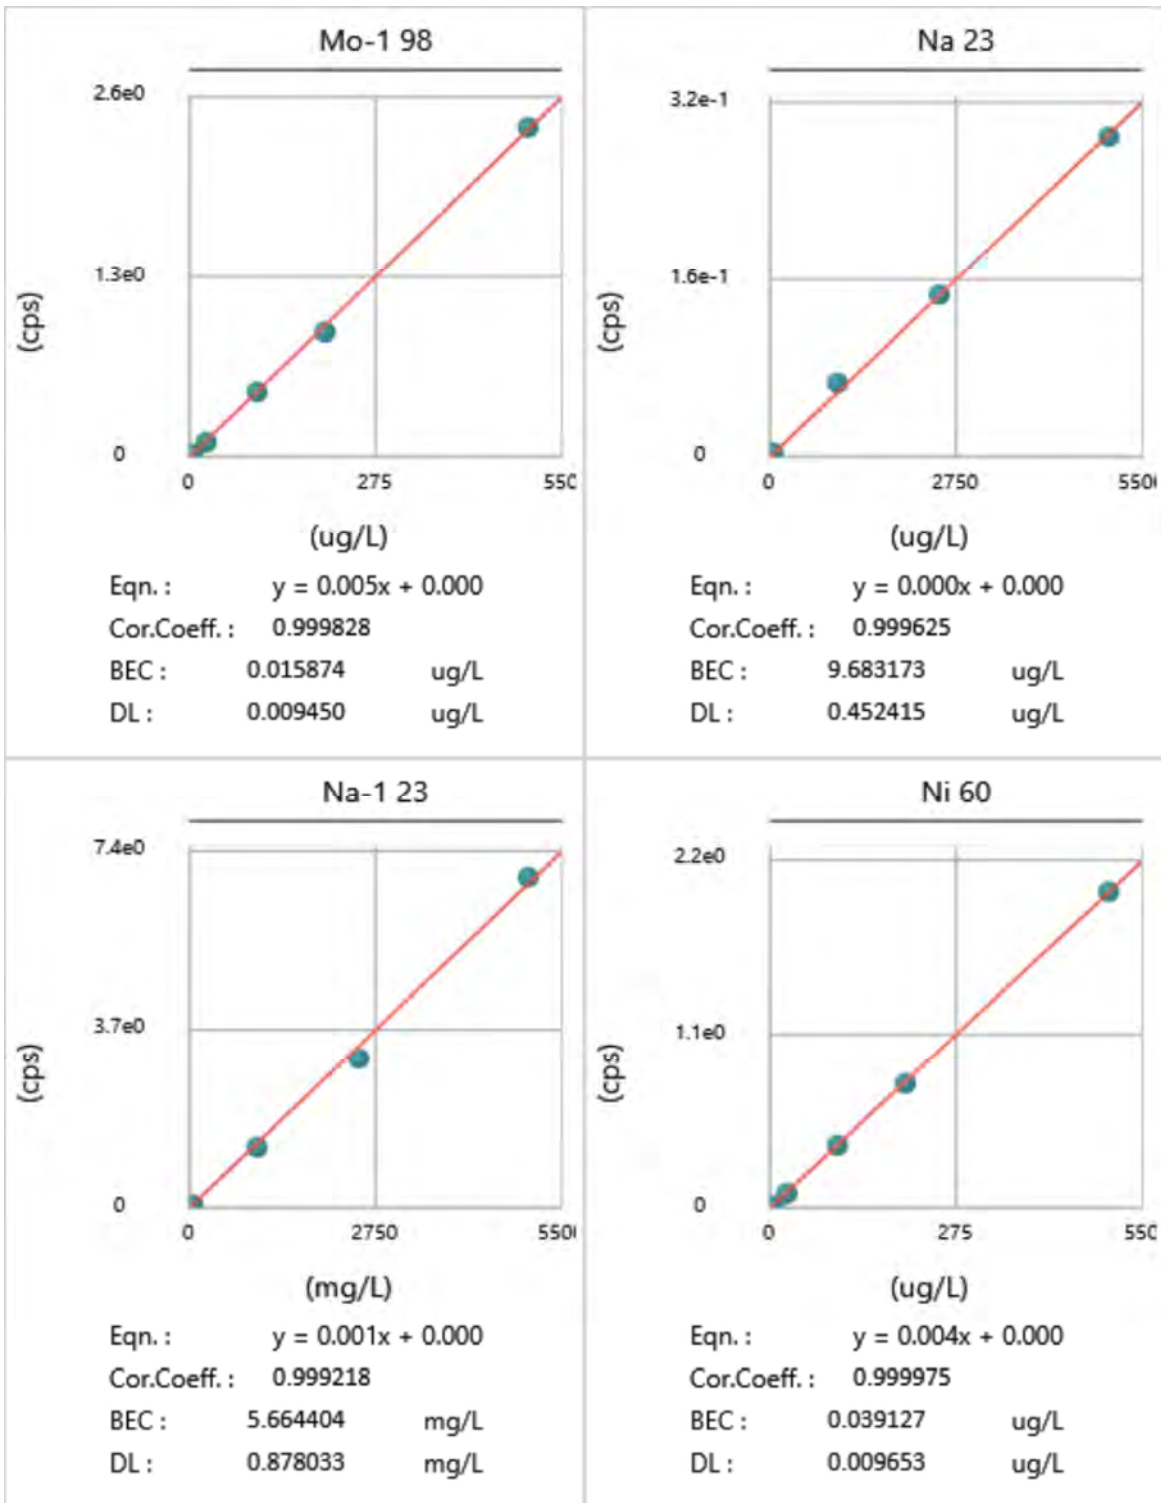 Mo-1 98
2.6e0
1.3e0
0
(cps)
0 275 550
(ug/L)
Eqn. : y = 0.005x + 0.000
Cor.Coeff. : 0.999828
BEC : 0.015874 ug/L
DL : 0.009450 ug/L
Na 23
3.2e-1
1.6e-1
0
(cps)
0 2750 550
(ug/L)
Eqn. : y = 0.000x + 0.000
Cor.Coeff. : 0.999625
BEC : 9.683173 ug/L
DL : 0.452415 ug/L
Na-1 23
7.4e0
3.7e0
0
(cps)
0 2750 550
(mg/L)
Eqn. : y = 0.001x + 0.000
Cor.Coeff. : 0.999218
BEC : 5.664404 mg/L
DL : 0.878033 mg/L
Ni 60
2.2e0
1.1e0
0
(cps)
0 275 550
(ug/L)
Eqn. : y = 0.004x + 0.000
Cor.Coeff. : 0.999975
BEC : 0.039127 ug/L
DL : 0.009653 ug/L